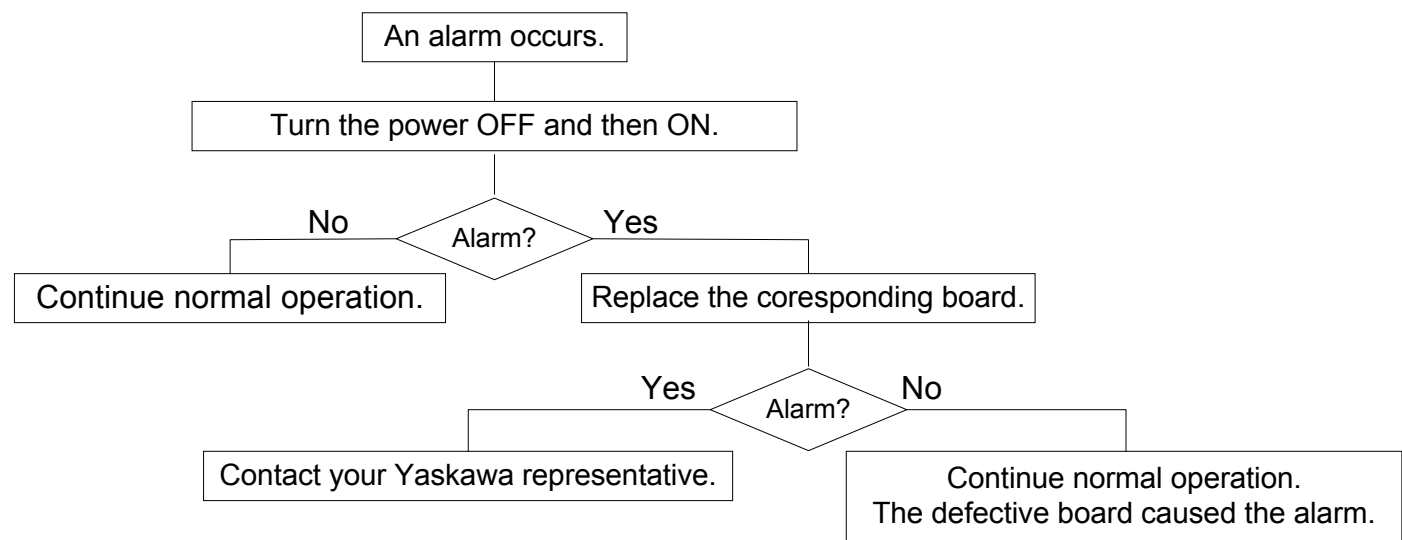 An alarm occurs.
Turn the power OFF and then ON.
No
Alarm?
Yes
Continue normal operation.
Replace the coresponding board.
Yes
Alarm?
No
Contact your Yaskawa representative.
Continue normal operation.
The defective board caused the alarm.